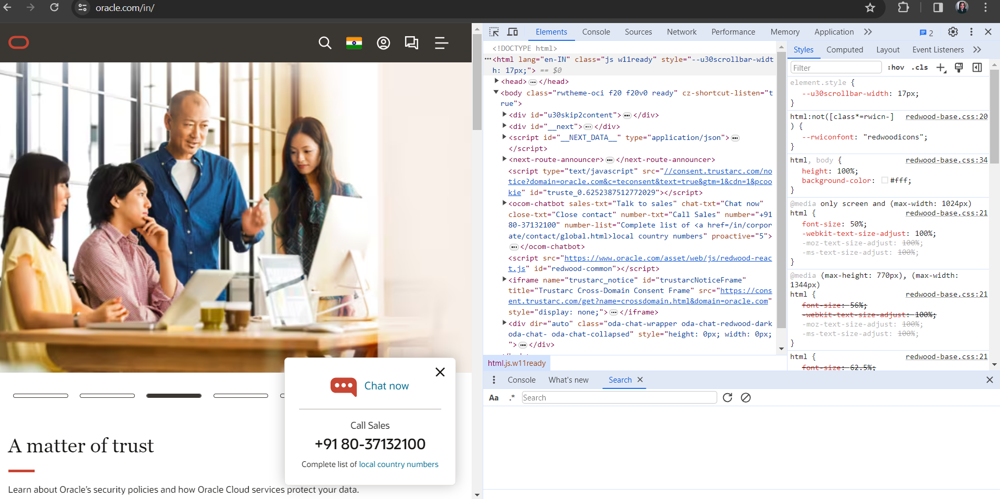 oracle.com/in/
Chat now
Call Sales
+91 80-37132100
Complete list of local country numbers
A matter of trust
Learn about Oracle's security policies and how Oracle Cloud services protect your data.
Elements Console Sources Network Performance Memory Application 2
<!DOCTYPE html>
<html lang="en-IN" class="js w11ready" style="--u30scrollbar-widt
h: 17px;"> == $0
<head> </head>
<body class="rwtheme-oci f20 f20v0 ready" cz-shortcut-listen="t
rue">
<div id="u30skip2content"> </div>
<div id="__next"> </div>
<script id="__NEXT_DATA__" type="application/json">
</script>
<next-route-announcer> </next-route-announcer>
<script type="text/javascript" src="//consent.trustarc.com/no
tice?domain=oracle.com&c=teconsent&text=true&gtm=1&cdn=1&pcoo
kie" id="truste_0.6252387512772029"></script>
<ocom-chatbot sales-txt="Talk to sales" chat-txt="Chat now"
close-txt="Close contact" number-txt="Call Sales" number="+91
80-37132100" number-list="Complete list of <a href=/in/corpor
ate/contact/global.html>local country numbers" proactive="5">
</ocom-chatbot>
<script src="https://www.oracle.com/asset/web/js/redwood-reac
t.js" id="redwood-common"></script>
<iframe name="trustarc_notice" id="trustarcNoticeFrame"
title="Trustarc Cross-Domain Consent Frame" src="https://cons
ent.trustarc.com/get?name=crossdomain.html&domain=oracle.com"
style="display: none;"> </iframe>
<div dir="auto" class="oda-chat-wrapper oda-chat-redwood-dark
oda-chat- oda-chat-collapsed" style="height: 0px; width: 0px;
"> </div>
html.js.w11ready
Styles Computed Layout Event Listeners
Filter :hov .cls
element.style {
--u30scrollbar-width: 17px;
}
html:not([class*=rwicn-] redwood-base.css:20
) {
--rwiconfont: "redwoodicons";
}
html, body { redwood-base.css:34
height: 100%;
background-color: #fff;
}
@media only screen and (max-width: 1024px)
html { redwood-base.css:21
font-size: 50%;
-webkit-text-size-adjust: 100%;
-moz-text-size-adjust: 100%;
-ms-text-size-adjust: 100%;
}
@media (max-height: 770px), (max-width:
1344px)
html { redwood-base.css:21
font-size: 56%;
-webkit-text-size-adjust: 100%;
-moz-text-size-adjust: 100%;
-ms-text-size-adjust: 100%;
}
html { redwood-base.css:21
font-size: 62.5%;
Console What's new Search
Aa .* Search